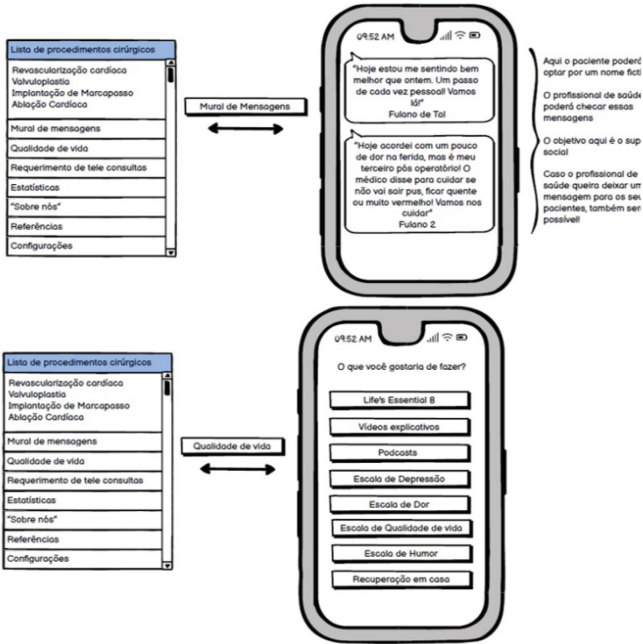 Lista de procedimentos cirúrgicos
Revascularização cardíaca
Valvuloplastia
Implantação de Marcapasso
Ablação Cardíaca
Mural de mensagens
Qualidade de vida
Requerimento de tele consultas
Estatísticas
"Sobre nós"
Referências
Configurações
Mural de Mensagens
09:52 AM
"Hoje estou me sentindo bem
melhor que ontem. Um passo
de cada vez pessoal! Vamos
lá!"
Fulano de Tal
"Hoje acordei com um pouco
de dor na ferida, mas é meu
terceiro pós operatório! O
médico disse para cuidar se
não vai sair pus, ficar quente
ou muito vermelho! Vamos nos
cuidar"
Fulano 2
Aqui o paciente poderá
optar por um nome ficti
O profissional de saúde
poderá checar essas
mensagens
O objetivo aqui é o sup
social
Caso o profissional de
saúde queira deixar um
mensagem para os seu
pacientes, também ser
possível!
Lista de procedimentos cirúrgicos
Revascularização cardíaca
Valvuloplastia
Implantação de Marcapasso
Ablação Cardíaca
Mural de mensagens
Qualidade de vida
Requerimento de tele consultas
Estatísticas
"Sobre nós"
Referências
Configurações
Qualidade de vida
09:52 AM
O que você gostaria de fazer?
Life's Essential 8
Vídeos explicativos
Podcasts
Escala de Depressão
Escala de Dor
Escala de Qualidade de vida
Escala de Humor
Recuperação em casa